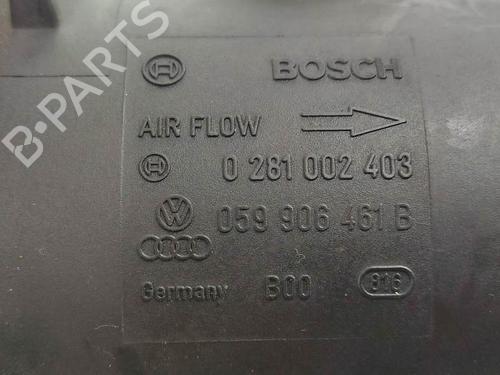 BOSCH
AIR FLOW
0 281 002 403
059 906 461 B
Germany B00 816
B-PARTS